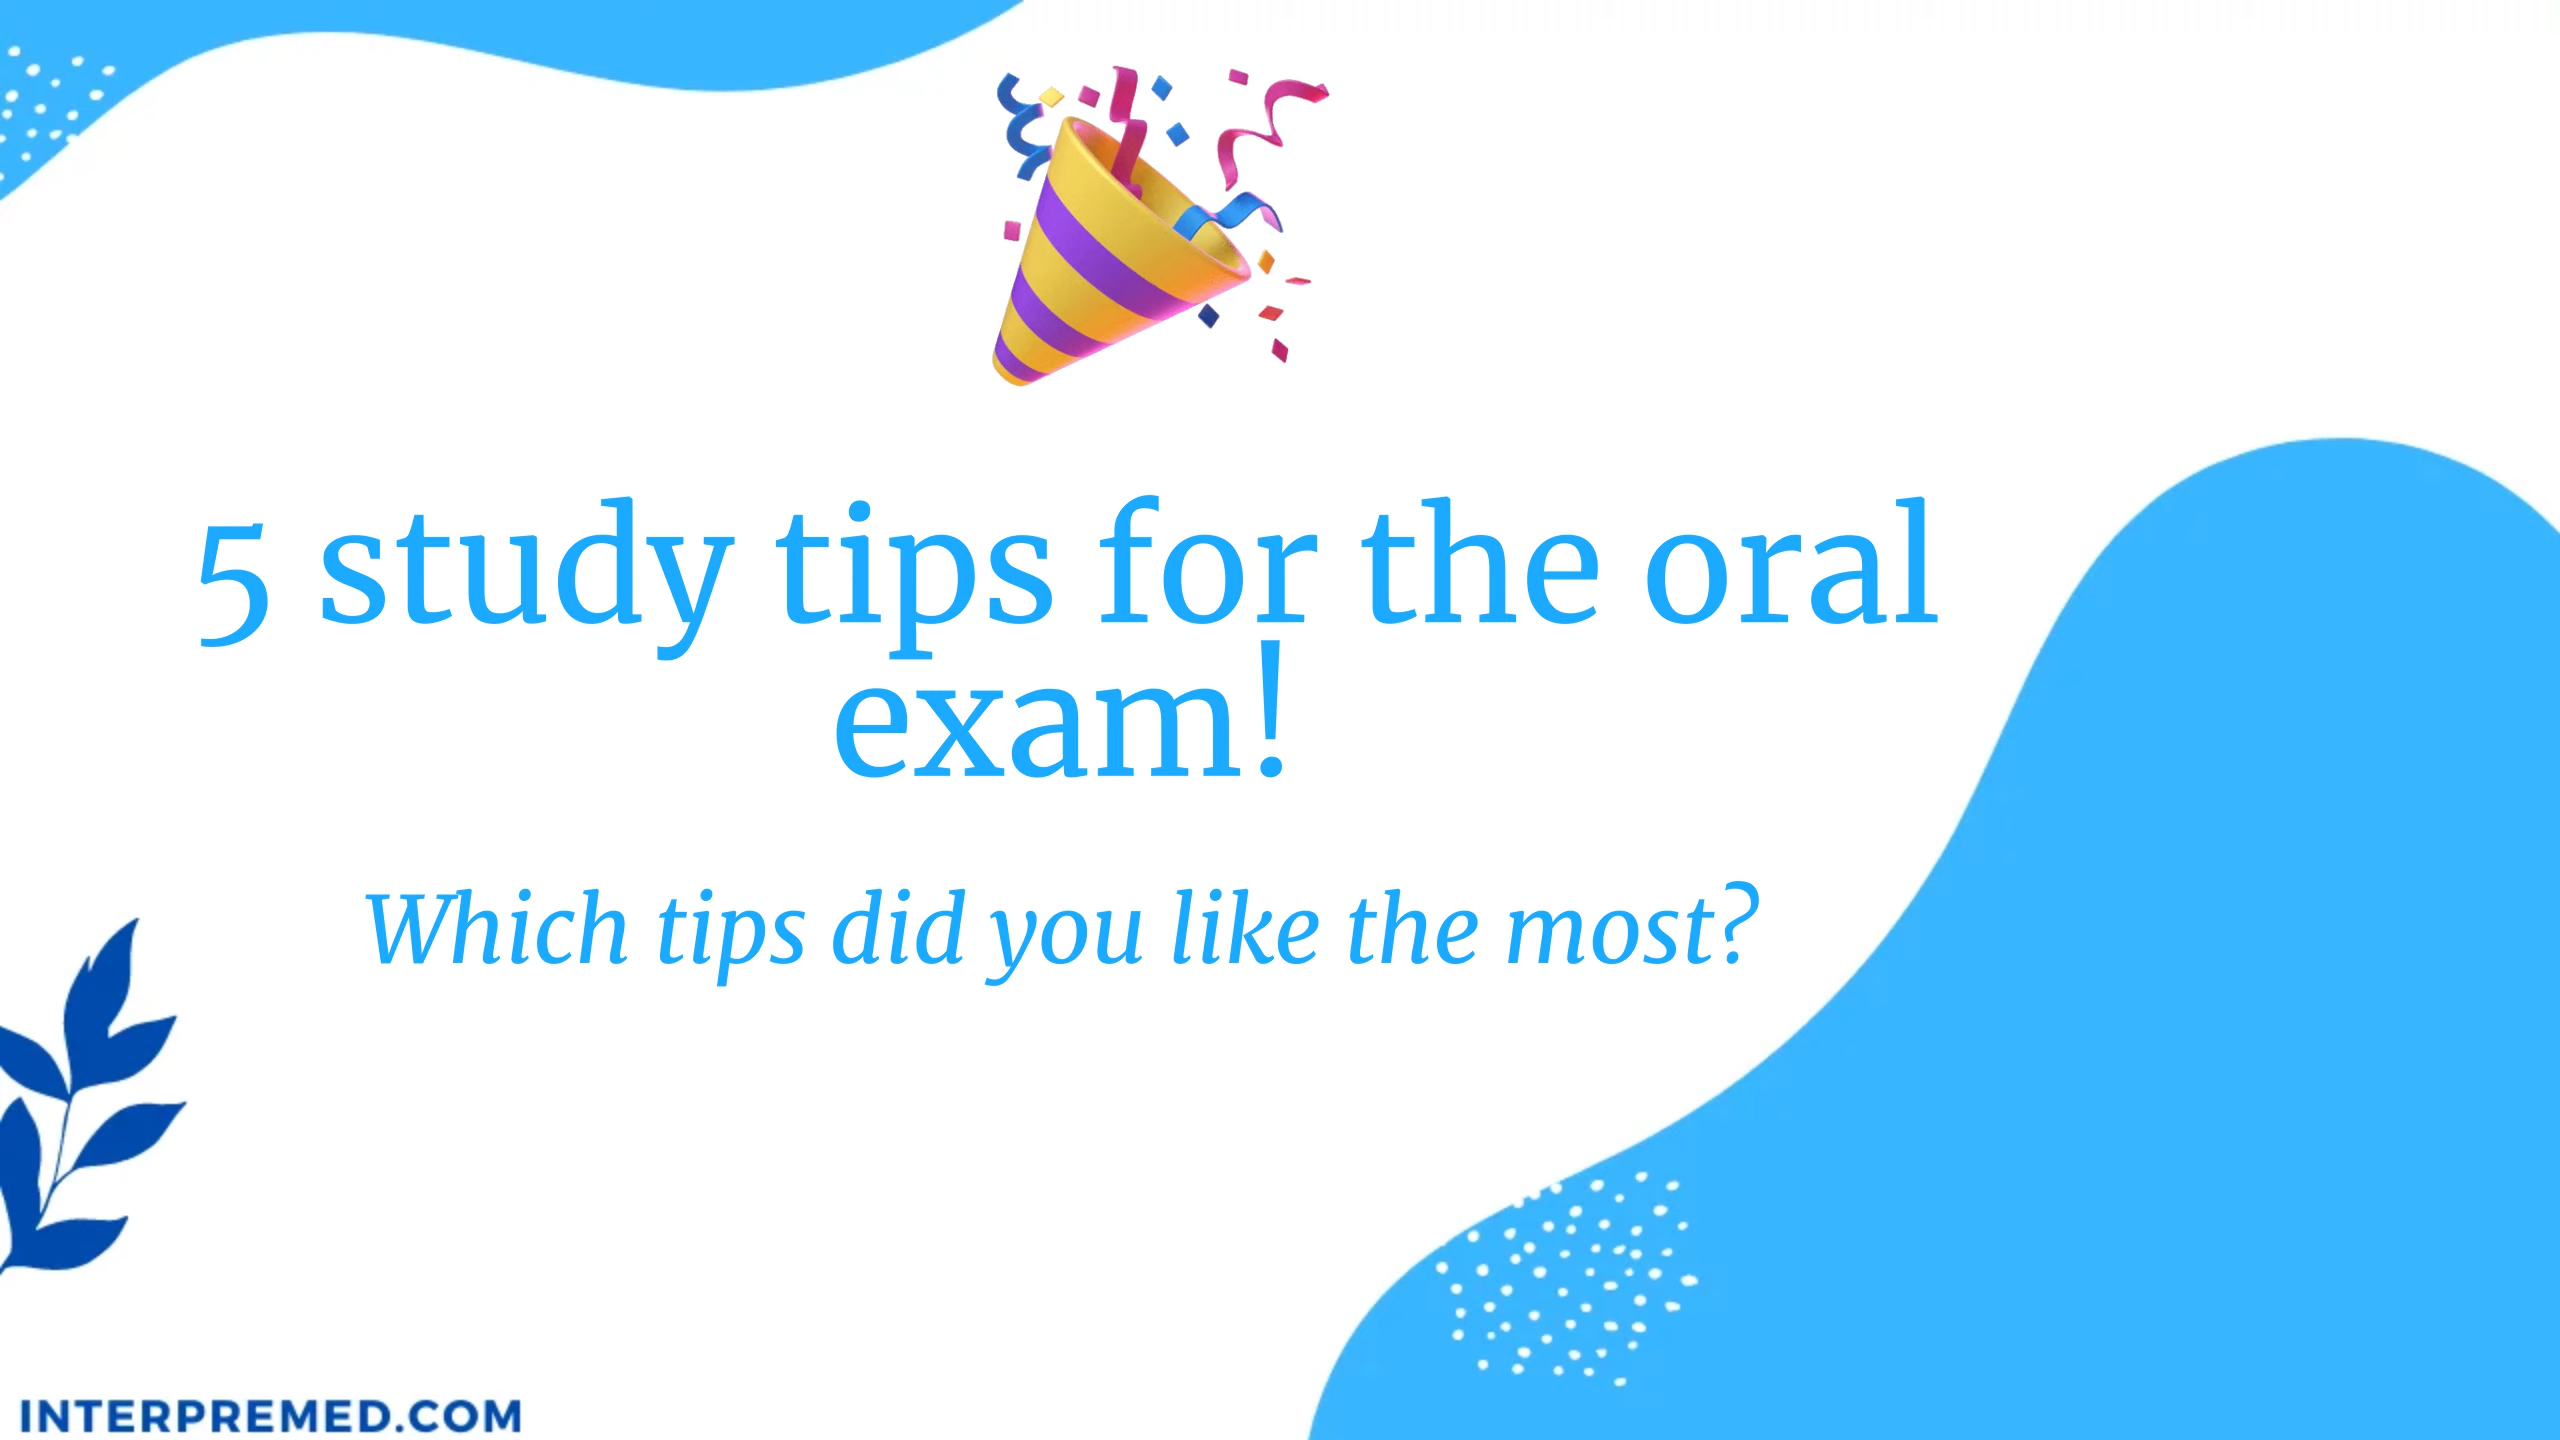 5 study tips for the oral
exam!
Which tips did you like the most?
INTERPREMED.COM